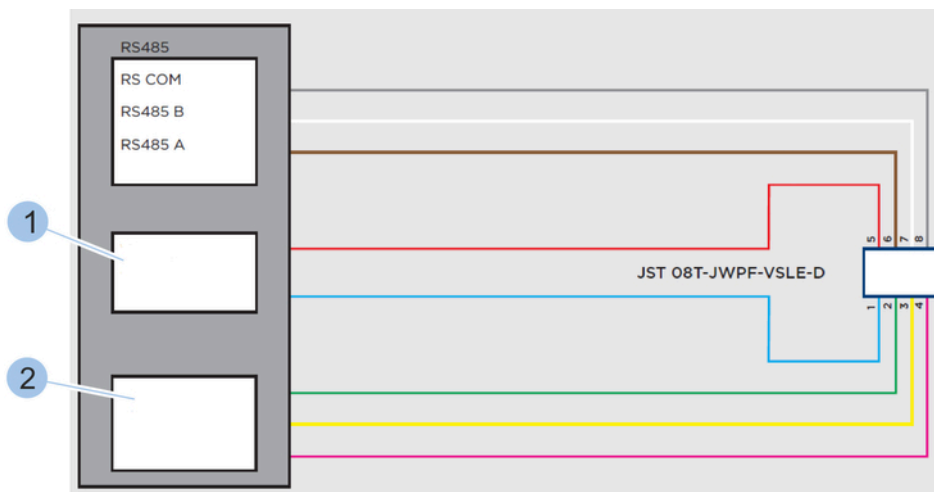 RS485
RS COM
RS485 B
RS485 A
1
2
JST 08T-JWPF-VSLE-D
5 6 7 8
1 2 3 4